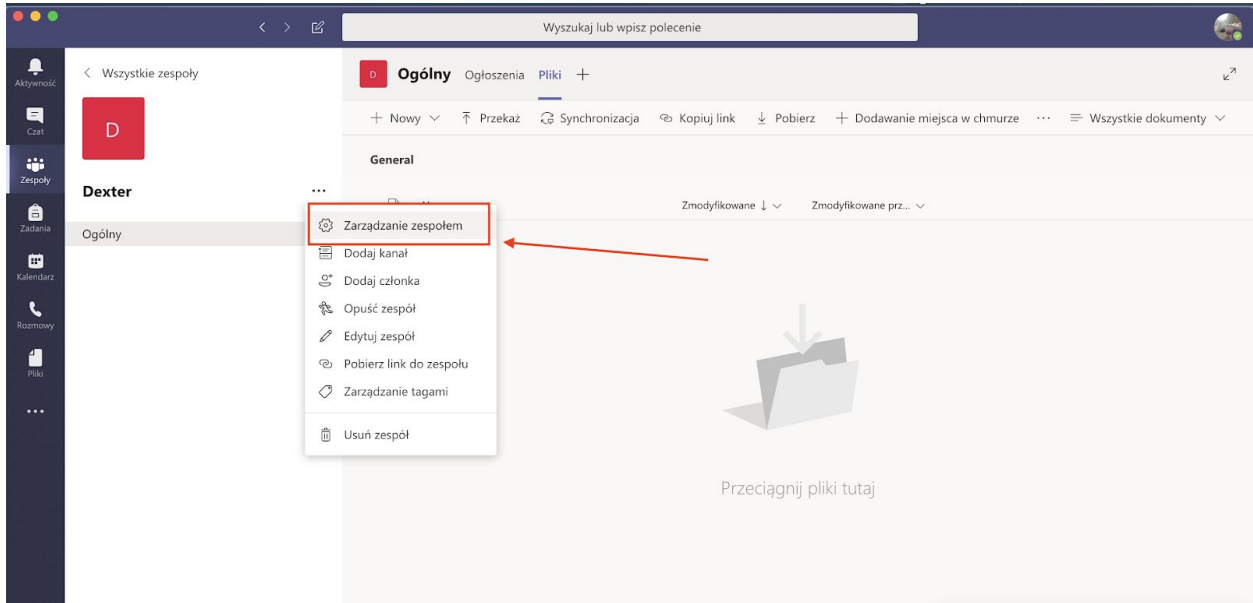 Wyszukaj lub wpisz polecenie
Aktywność
Czat
Zespoły
Zadania
Kalendarz
Rozmowy
Pliki
Wszystkie zespoły
D
Dexter
Ogólny
D Ogólny Ogłoszenia Pliki
Nowy Przekaż Synchronizacja Kopiuj link Pobierz Dodawanie miejsca w chmurze Wszystkie dokumenty
General
Zmodyfikowane Zmodyfikowane prz...
Zarządzanie zespołem
Dodaj kanał
Dodaj członka
Opuść zespół
Edytuj zespół
Pobierz link do zespołu
Zarządzanie tagami
Usuń zespół
Przeciągnij pliki tutaj